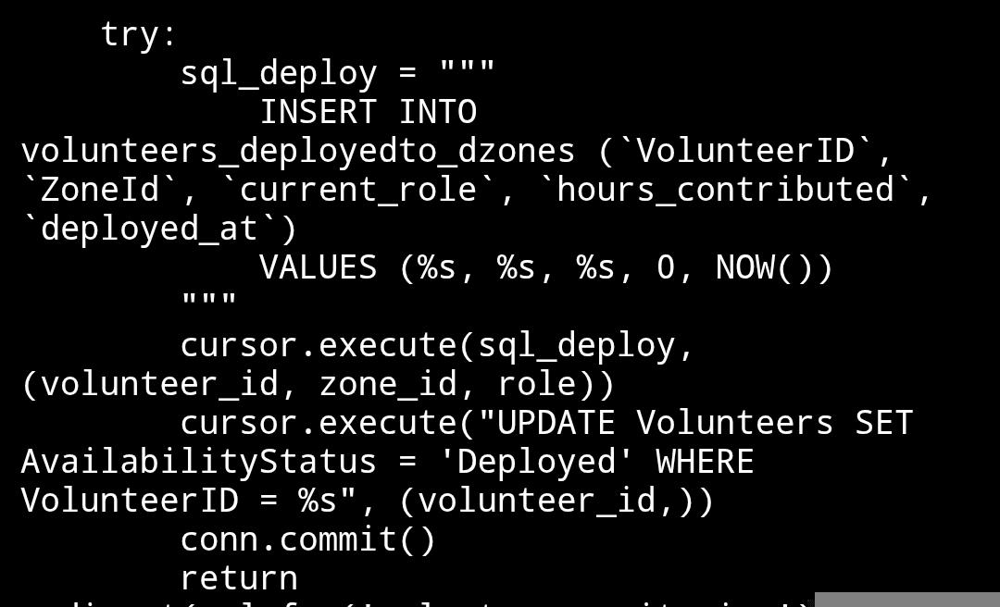 try:
sql_deploy = """
INSERT INTO
volunteers_deployedto_dzones (`VolunteerID`,
`ZoneId`, `current_role`, `hours_contributed`,
`deployed_at`)
VALUES (%s, %s, %s, 0, NOW())
"""
cursor.execute(sql_deploy,
(volunteer_id, zone_id, role))
cursor.execute("UPDATE Volunteers SET
AvailabilityStatus = 'Deployed' WHERE
VolunteerID = %s", (volunteer_id,))
conn.commit()
return